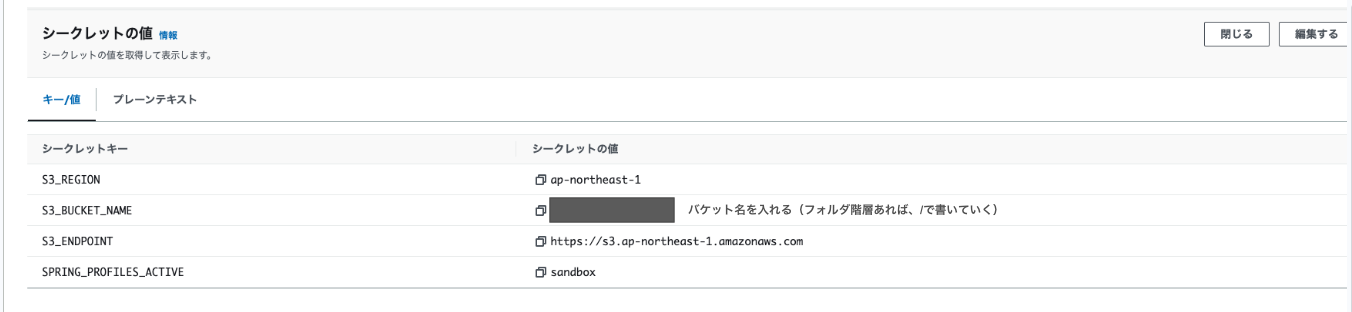 シークレットの値 情報
閉じる 編集する
シークレットの値を取得して表示します。
キー/値 プレーンテキスト
シークレットキー シークレットの値
S3_REGION ap-northeast-1
S3_BUCKET_NAME バケット名を入れる（フォルダ階層あれば、/で書いていく）
S3_ENDPOINT https://s3.ap-northeast-1.amazonaws.com
SPRING_PROFILES_ACTIVE sandbox